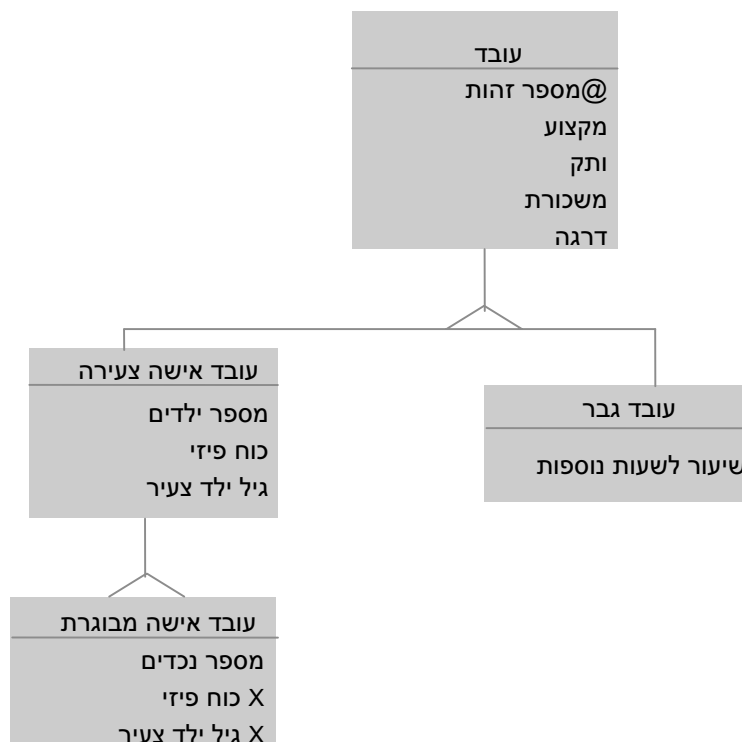 עובד
@מספר זהות
מקצוע
ותק
משכורת
דרגה
עובד אישה צעירה
מספר ילדים
כוח פיזי
גיל ילד צעיר
עובד גבר
שיעור לשעות נוספות
עובד אישה מבוגרת
מספר נכדים
X כוח פיזי
X גיל ילד צעיר